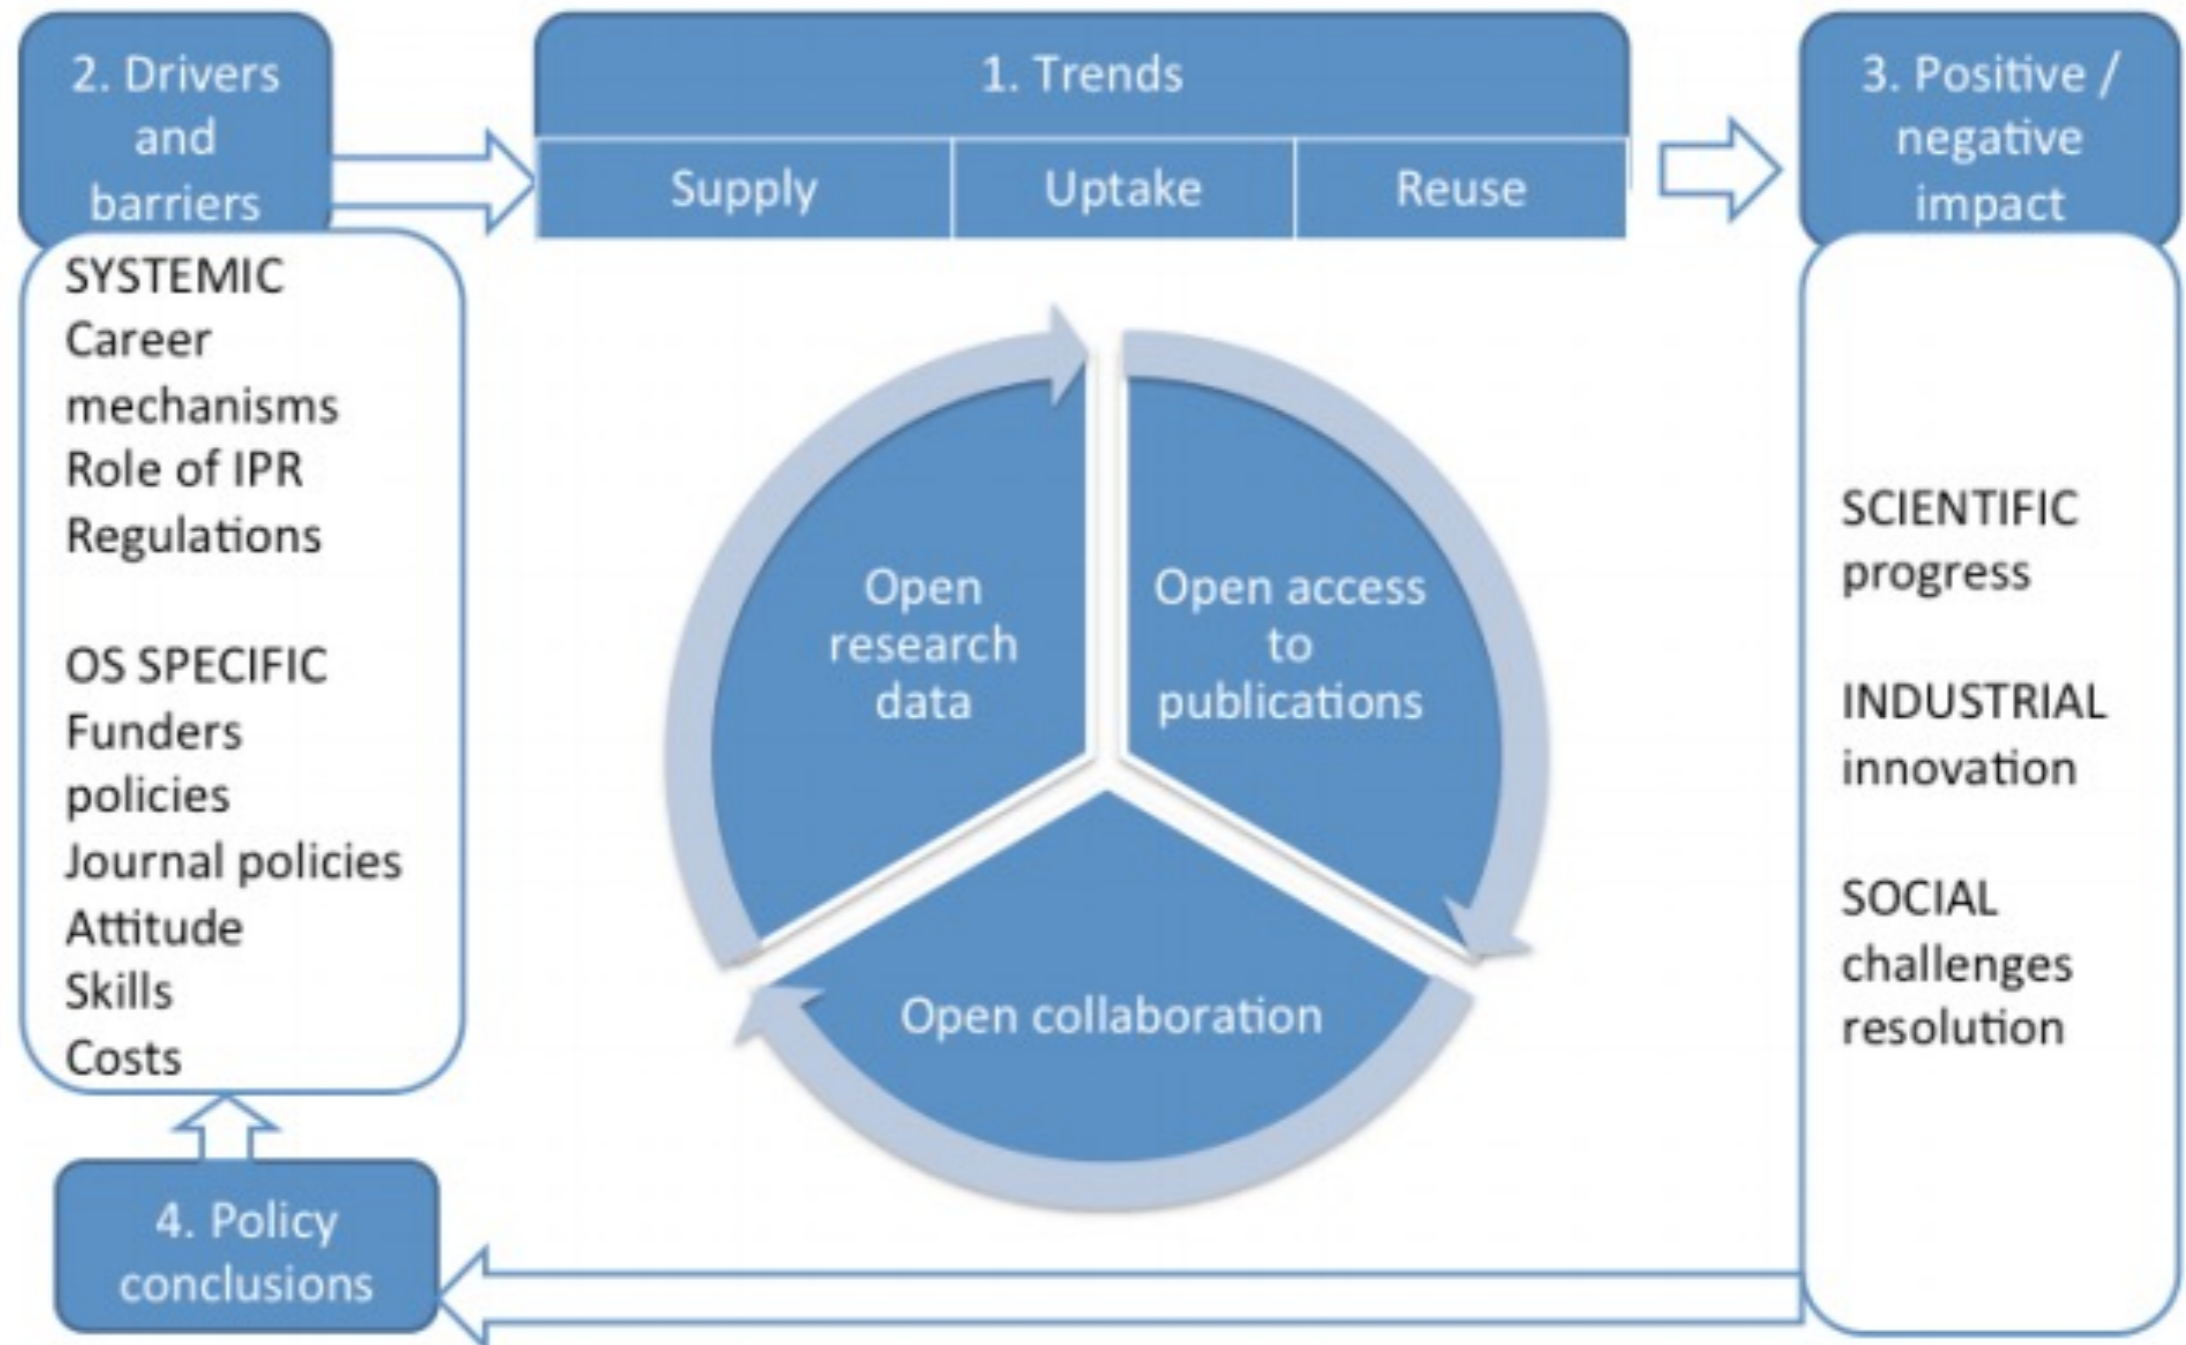 2. Drivers
and
barriers
SYSTEMIC
Career
mechanisms
Role of IPR
Regulations
OS SPECIFIC
Funders
policies
Journal policies
Attitude
Skills
Costs
1. Trends
Supply
Uptake
Reuse
Open
research
data
Open access
to
publications
Open collaboration
3. Positive /
negative
impact
SCIENTIFIC
progress
INDUSTRIAL
innovation
SOCIAL
challenges
resolution
4. Policy
conclusions